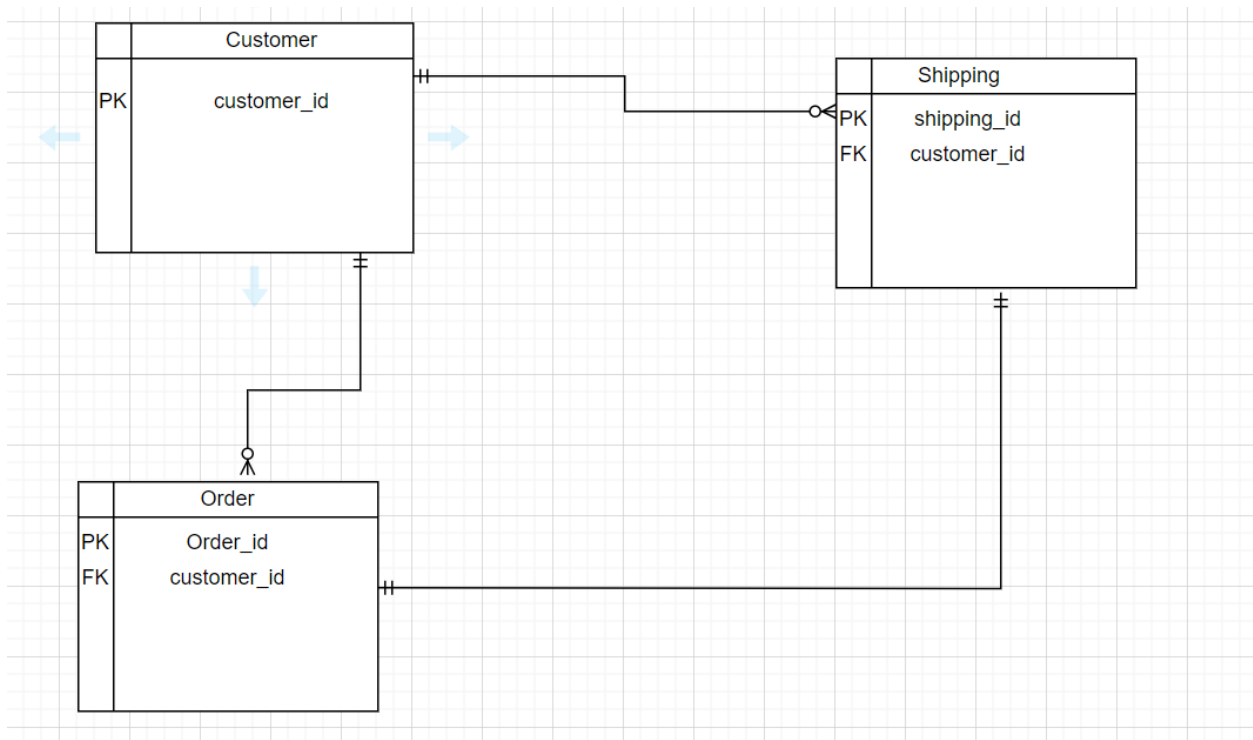 Customer
PK customer_id
Shipping
PK shipping_id
FK customer_id
Order
PK Order_id
FK customer_id